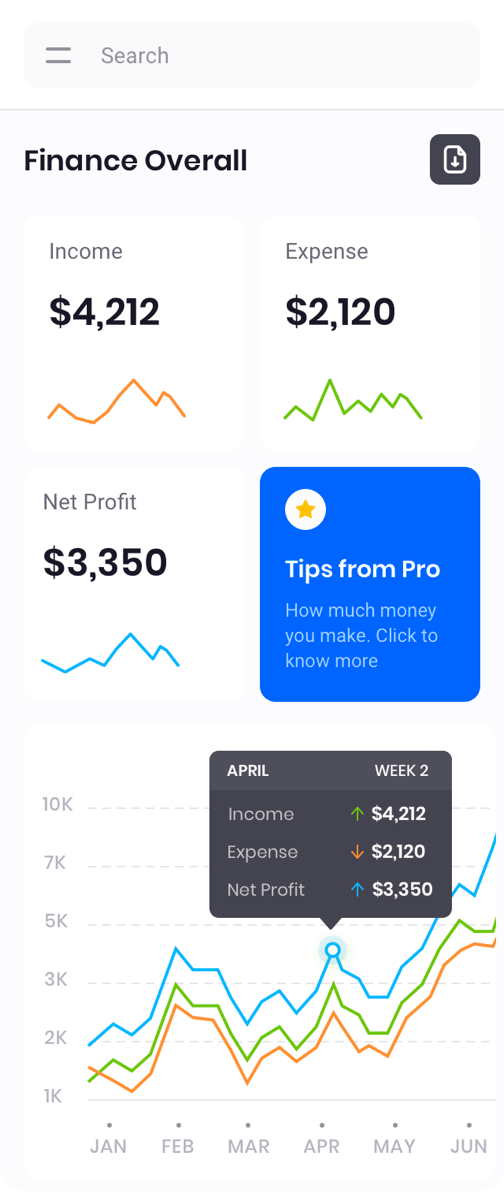 Search
Finance Overall
Income
$4,212
Expense
$2,120
Net Profit
$3,350
Tips from Pro
How much money
you make. Click to
know more
APRIL WEEK 2
Income $4,212
Expense $2,120
Net Profit $3,350
10K
7K
5K
3K
2K
1K
JAN FEB MAR APR MAY JUN